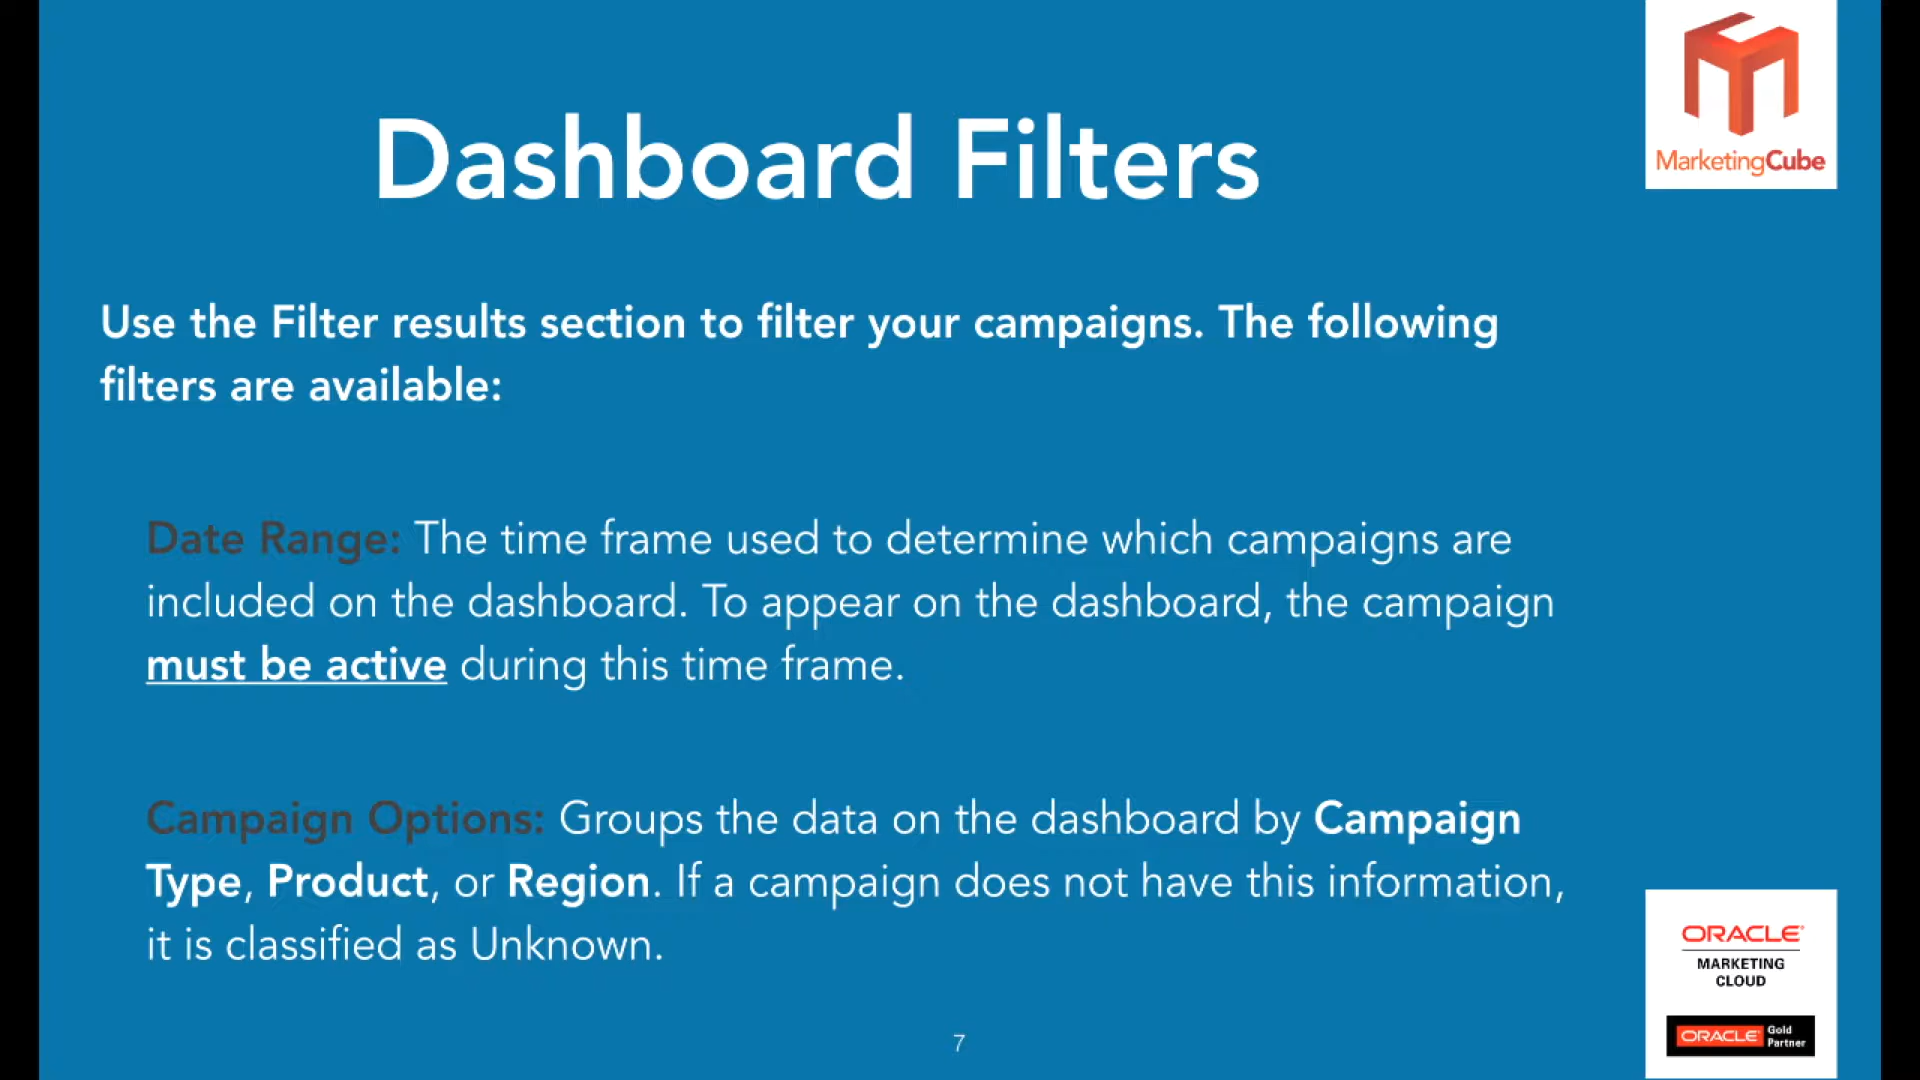 MarketingCube
Dashboard Filters
Use the Filter results section to filter your campaigns. The following
filters are available:
Date Range: The time frame used to determine which campaigns are
included on the dashboard. To appear on the dashboard, the campaign
must be active during this time frame.
Campaign Options: Groups the data on the dashboard by Campaign
Type, Product, or Region. If a campaign does not have this information,
it is classified as Unknown.
ORACLE
MARKETING
CLOUD
ORACLE Gold
Partner
7